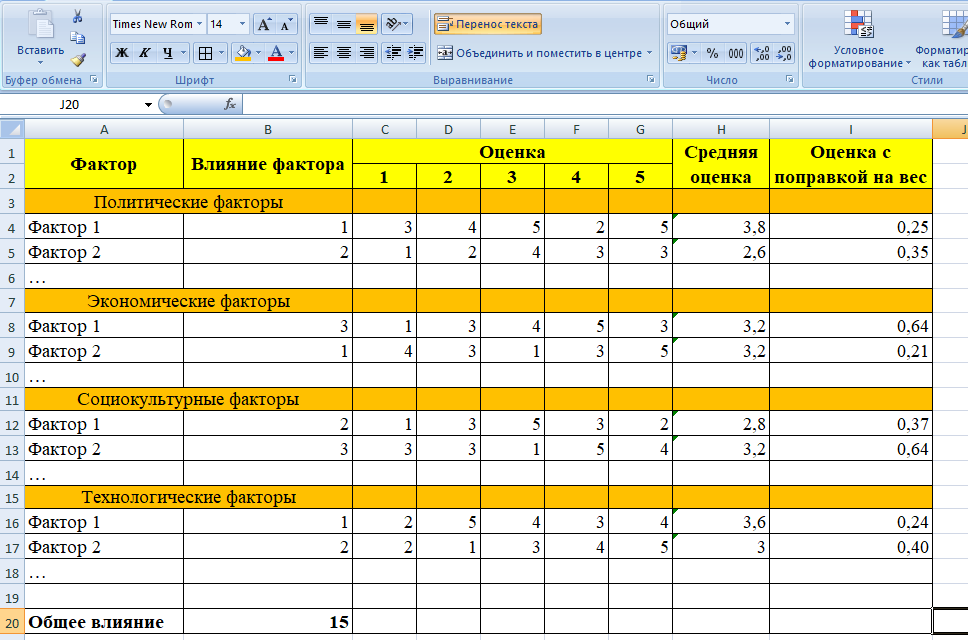 Вставить
Times New Rom 14 А А
Ж К Ч А
Перенос текста
Объединить и поместить в центре
Общий
% 000 ,00 ,00
Условное форматирование
Форматир как табл
Буфер обмена Шрифт Выравнивание Число Стили
J20 fx
A B C D E F G H I J
1 Фактор Влияние фактора Оценка Средняя оценка Оценка с поправкой на вес
2 1 2 3 4 5
3 Политические факторы
4 Фактор 1 1 3 4 5 2 5 3,8 0,25
5 Фактор 2 2 1 2 4 3 3 2,6 0,35
6 …
7 Экономические факторы
8 Фактор 1 3 1 3 4 5 3 3,2 0,64
9 Фактор 2 1 4 3 1 3 5 3,2 0,21
10 …
11 Социокультурные факторы
12 Фактор 1 2 1 3 5 3 2 2,8 0,37
13 Фактор 2 3 3 3 1 5 4 3,2 0,64
14 …
15 Технологические факторы
16 Фактор 1 1 2 5 4 3 4 3,6 0,24
17 Фактор 2 2 2 1 3 4 5 3 0,40
18 …
19
20 Общее влияние 15